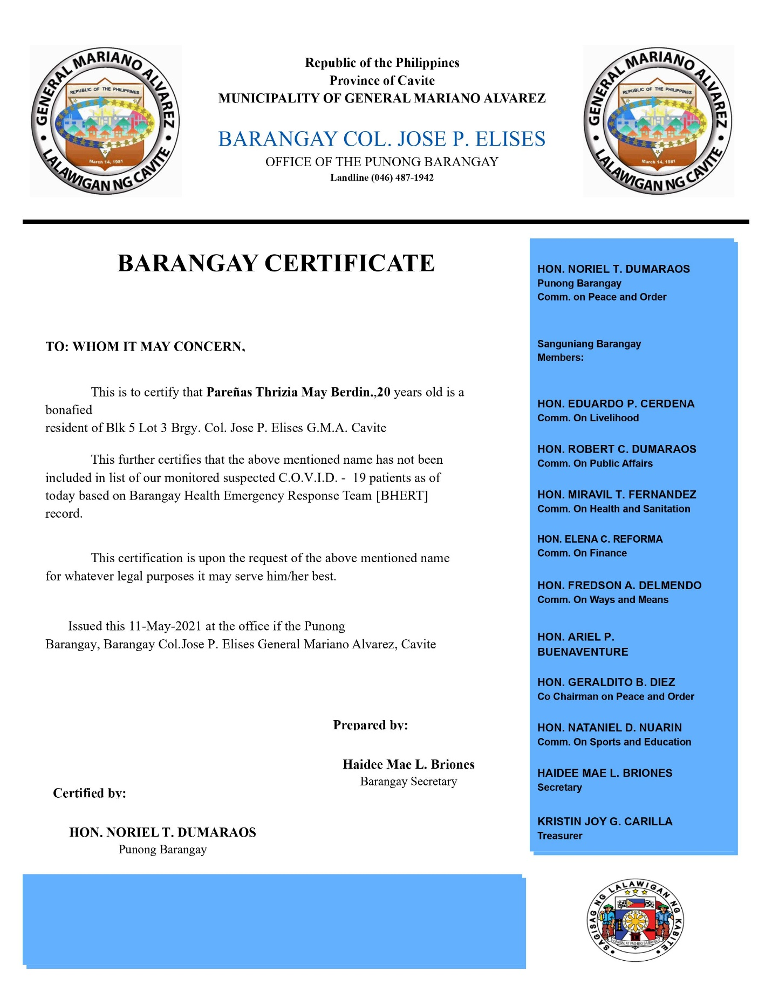 GENERAL MARIANO ALVAREZ
REPUBLIC OF THE PHILIPPINES
March 14, 1981
• LALAWIGAN NG CAVITE •
Republic of the Philippines
Province of Cavite
MUNICIPALITY OF GENERAL MARIANO ALVAREZ
BARANGAY COL. JOSE P. ELISES
OFFICE OF THE PUNONG BARANGAY
Landline (046) 487-1942
GENERAL MARIANO ALVAREZ
REPUBLIC OF THE PHILIPPINES
March 14, 1981
• LALAWIGAN NG CAVITE •
BARANGAY CERTIFICATE
TO: WHOM IT MAY CONCERN,
This is to certify that Pareñas Thrizia May Berdin.,20 years old is a
bonafied
resident of Blk 5 Lot 3 Brgy. Col. Jose P. Elises G.M.A. Cavite
This further certifies that the above mentioned name has not been
included in list of our monitored suspected C.O.V.I.D. - 19 patients as of
today based on Barangay Health Emergency Response Team [BHERT]
record.
This certification is upon the request of the above mentioned name
for whatever legal purposes it may serve him/her best.
Issued this 11-May-2021 at the office if the Punong
Barangay, Barangay Col.Jose P. Elises General Mariano Alvarez, Cavite
Prepared by:
Haidee Mae L. Briones
Barangay Secretary
Certified by:
HON. NORIEL T. DUMARAOS
Punong Barangay
HON. NORIEL T. DUMARAOS
Punong Barangay
Comm. on Peace and Order
Sanguniang Barangay
Members:
HON. EDUARDO P. CERDENA
Comm. On Livelihood
HON. ROBERT C. DUMARAOS
Comm. On Public Affairs
HON. MIRAVIL T. FERNANDEZ
Comm. On Health and Sanitation
HON. ELENA C. REFORMA
Comm. On Finance
HON. FREDSON A. DELMENDO
Comm. On Ways and Means
HON. ARIEL P.
BUENAVENTURE
HON. GERALDITO B. DIEZ
Co Chairman on Peace and Order
HON. NATANIEL D. NUARIN
Comm. On Sports and Education
HAIDEE MAE L. BRIONES
Secretary
KRISTIN JOY G. CARILLA
Treasurer
• SAGISAG NG LALAWIGAN NG KABITE •
DANGAL AT PAG-IBIG SA BAYAN